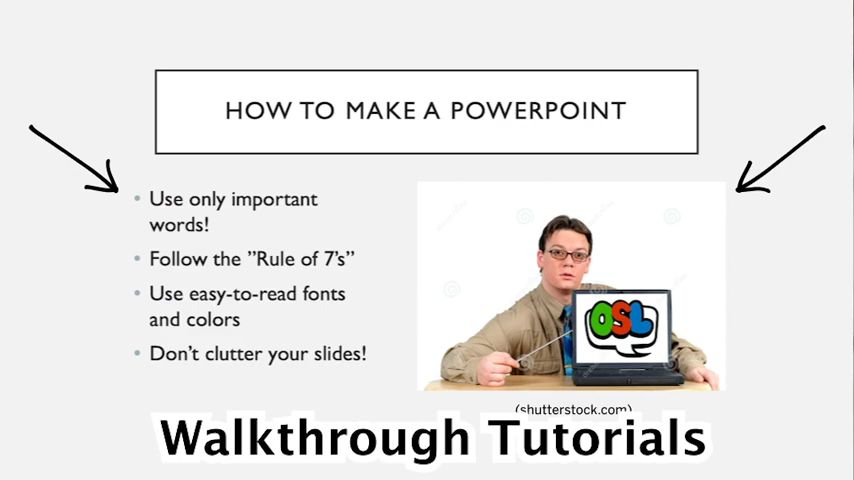 HOW TO MAKE A POWERPOINT
Use only important
words!
Follow the ”Rule of 7’s”
Use easy-to-read fonts
and colors
Don’t clutter your slides!
OSL
(shutterstock.com)
Walkthrough Tutorials